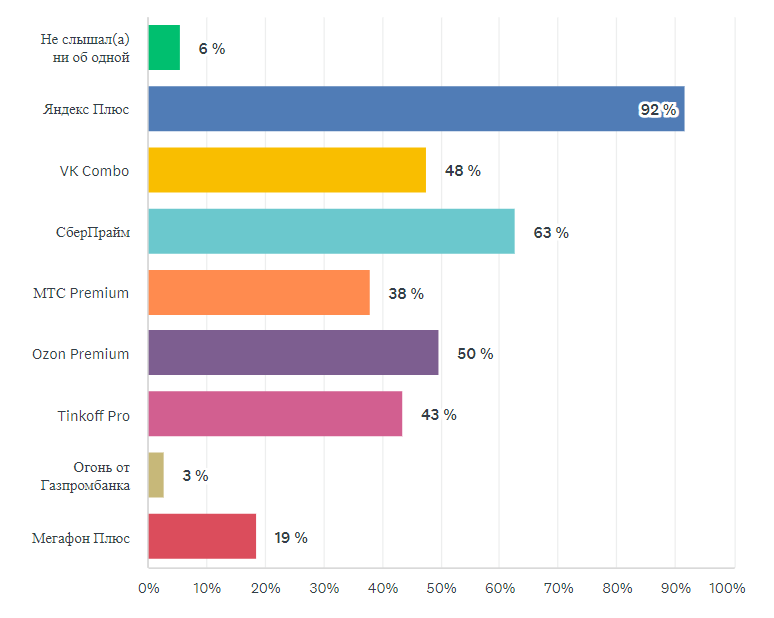 Не слышал(а)
ни об одной
6 %
Яндекс Плюс
92 %
VK Combo
48 %
СберПрайм
63 %
МТС Premium
38 %
Ozon Premium
50 %
Tinkoff Pro
43 %
Огонь от
Газпромбанка
3 %
Мегафон Плюс
19 %
0% 10% 20% 30% 40% 50% 60% 70% 80% 90% 100%